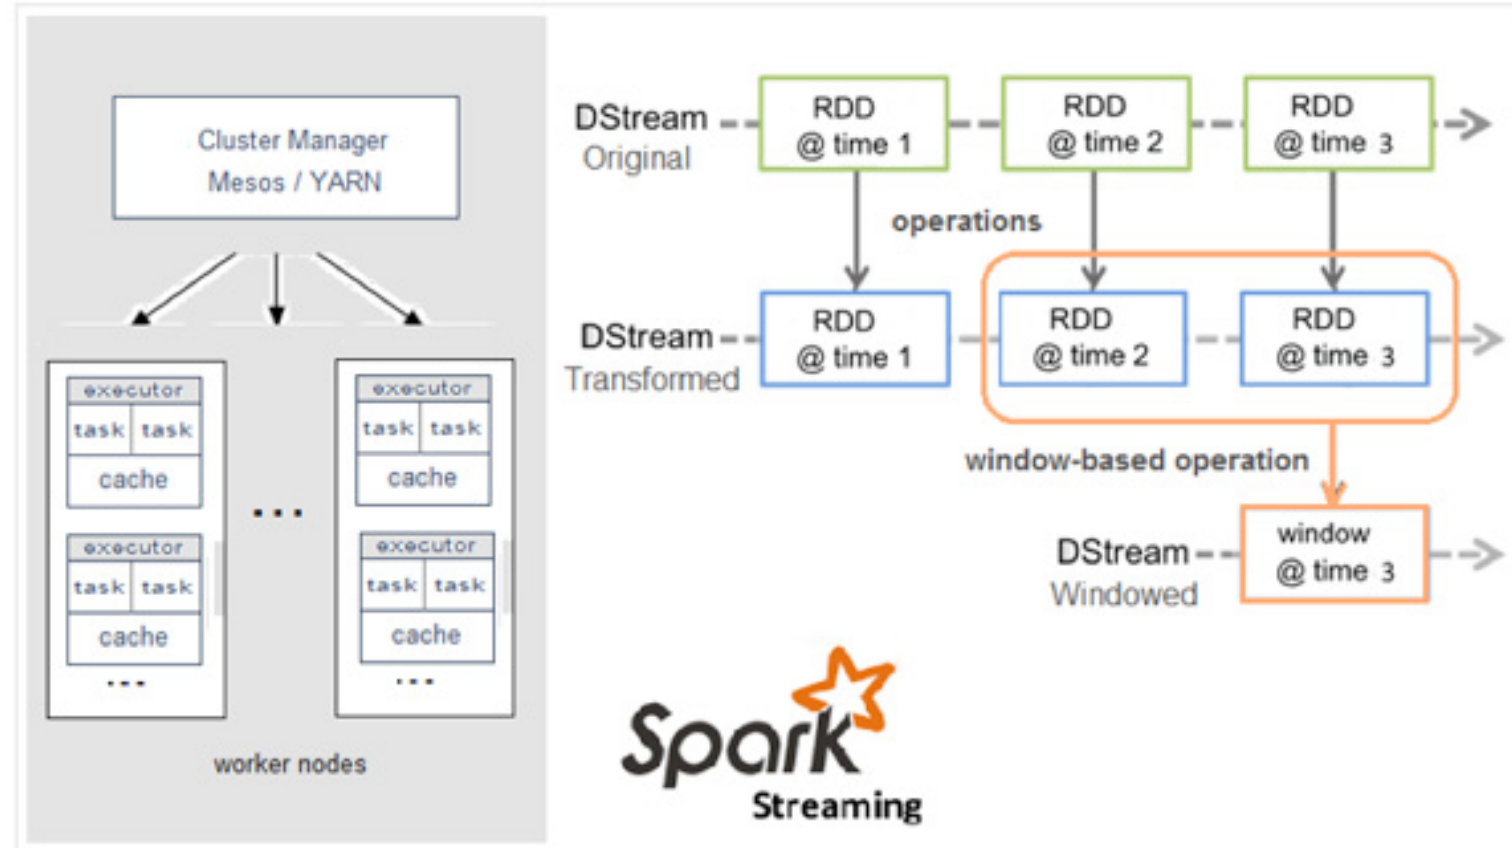 Cluster Manager
Mesos / YARN
executor
task task
cache
executor
task task
cache
...
...
executor
task task
cache
executor
task task
cache
...
worker nodes
DStream
Original
RDD
@ time 1
RDD
@ time 2
RDD
@ time 3
operations
DStream
Transformed
RDD
@ time 1
RDD
@ time 2
RDD
@ time 3
window-based operation
DStream
Windowed
window
@ time 3
Spark
Streaming